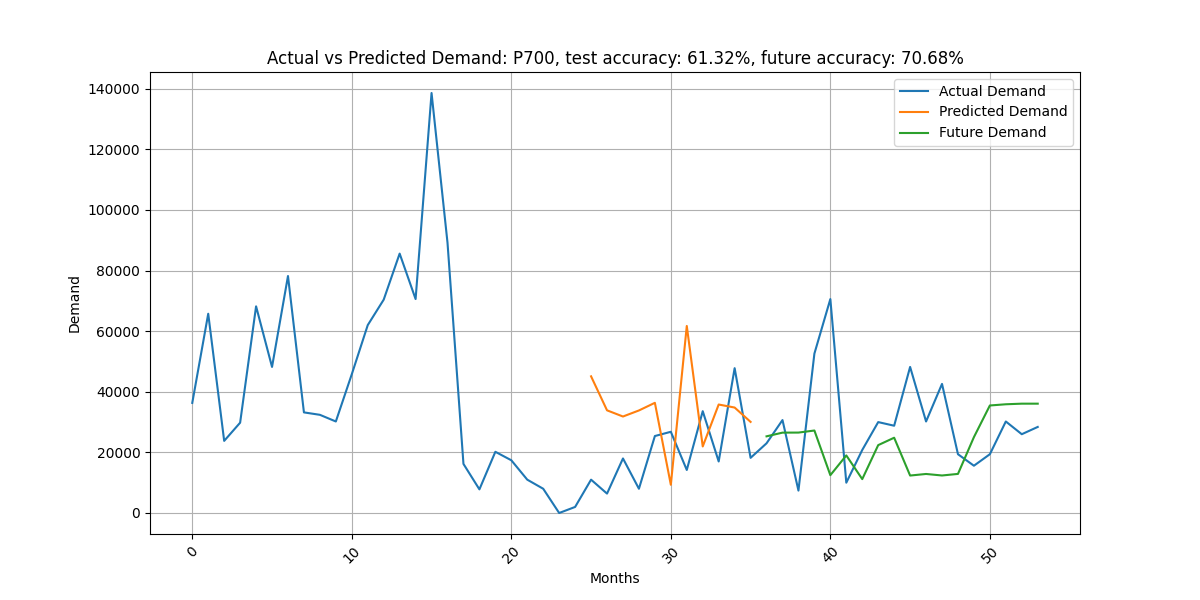 Actual vs Predicted Demand: P700, test accuracy: 61.32%, future accuracy: 70.68%
Actual Demand
Predicted Demand
Future Demand
140000
120000
100000
80000
60000
40000
20000
0
Demand
0
10
20
30
40
50
Months